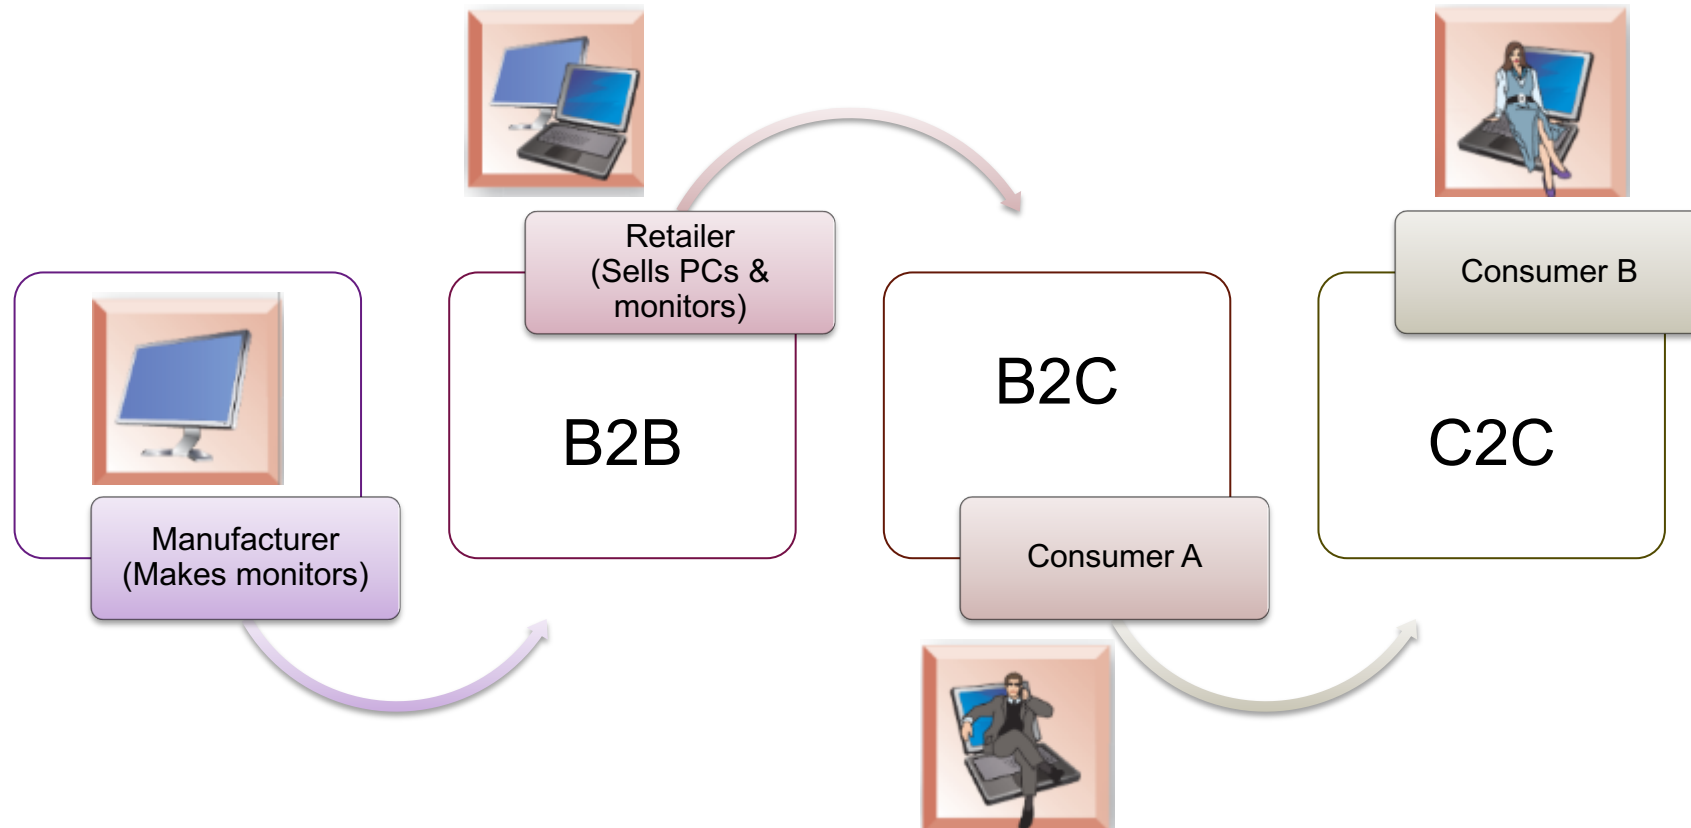 Manufacturer
(Makes monitors)
Retailer
(Sells PCs &
monitors)
B2B
B2C
Consumer A
Consumer B
C2C